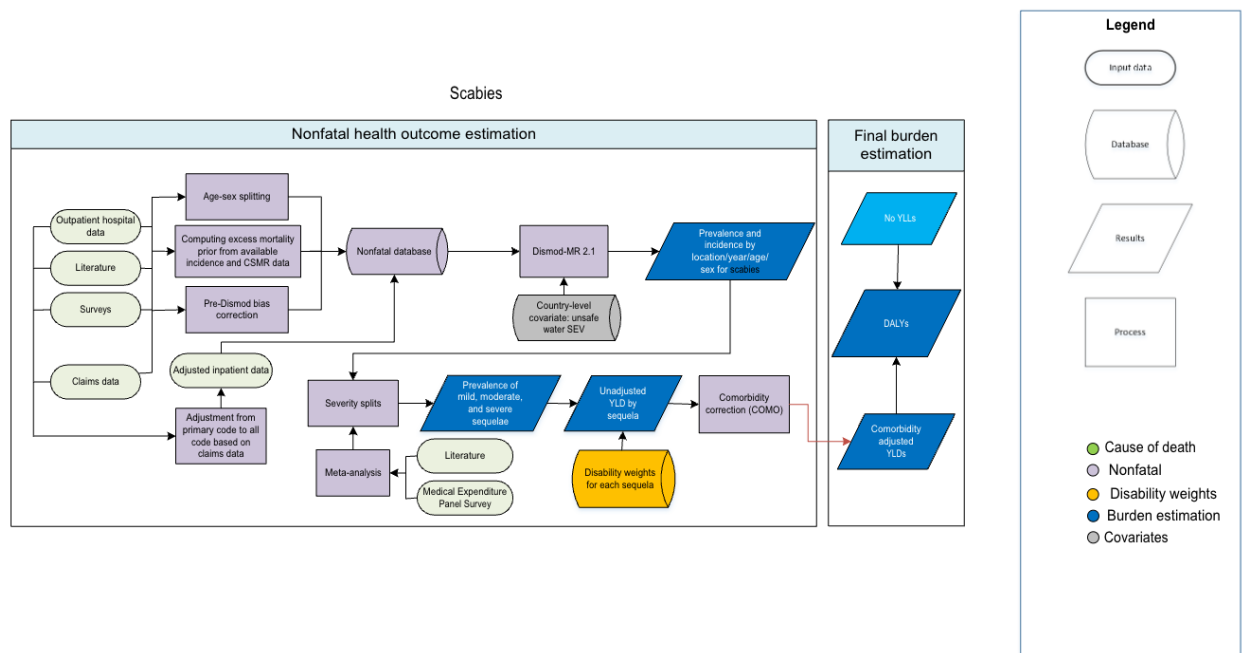 Scabies
Nonfatal health outcome estimation
Outpatient hospital
data
Literature
Surveys
Claims data
Age-sex splitting
Computing excess mortality
prior from available
incidence and CSMR data
Pre-Dismod bias
correction
Adjusted inpatient data
Adjustment from
primary code to all
code based on
claims data
Nonfatal database
Dismod-MR 2.1
Country-level
covariate: unsafe
water SEV
Prevalence and
incidence by
location/year/age/
sex for scabies
Severity splits
Meta-analysis
Literature
Medical Expenditure
Panel Survey
Prevalence of
mild, moderate,
and severe
sequelae
Unadjusted
YLD by
sequela
Disability weights
for each sequela
Comorbidity
correction (COMO)
Final burden
estimation
No YLLs
DALYs
Comorbidity
adjusted
YLDs
Legend
Input data
Database
Results
Process
Cause of death
Nonfatal
Disability weights
Burden estimation
Covariates